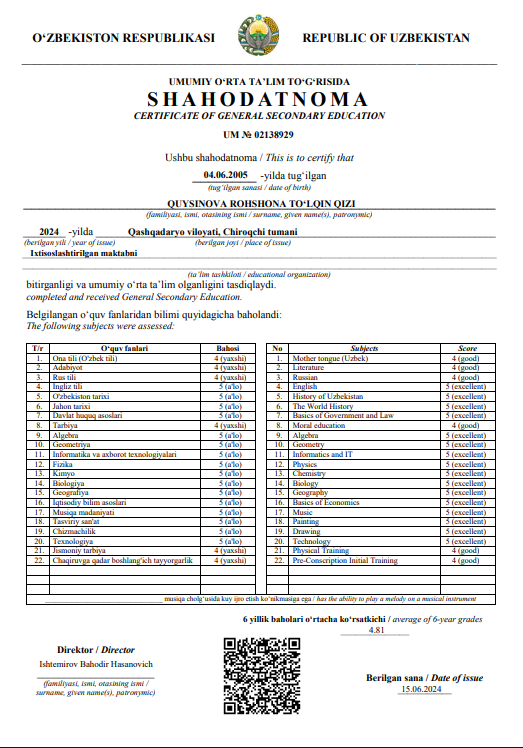 O‘ZBEKISTON RESPUBLIKASI REPUBLIC OF UZBEKISTAN
UMUMIY O‘RTA TA’LIM TO‘G‘RISIDA
SHAHODATNOMA
CERTIFICATE OF GENERAL SECONDARY EDUCATION
UM № 02138929
Ushbu shahodatnoma / This is to certify that
04.06.2005 -yilda tug‘ilgan
(tug‘ilgan sanasi / date of birth)
QUYSINOVA ROHSHONA TO‘LQIN QIZI
(familiyasi, ismi, otasining ismi / surname, given name(s), patronymic)
2024 -yilda Qashqadaryo viloyati, Chiroqchi tumani
(berilgan yili / year of issue) (berilgan joyi / place of issue)
Ixtisoslashtirilgan maktabni
(ta’lim tashkiloti / educational organization)
bitirganligi va umumiy o‘rta ta’lim olganligini tasdiqlaydi.
completed and received General Secondary Education.
Belgilangan o‘quv fanlaridan bilimi quyidagicha baholandi:
The following subjects were assessed:
T/r O‘quv fanlari Bahosi No Subjects Score
1. Ona tili (O'zbek tili) 4 (yaxshi) 1. Mother tongue (Uzbek) 4 (good)
2. Adabiyot 4 (yaxshi) 2. Literature 4 (good)
3. Rus tili 4 (yaxshi) 3. Russian 4 (good)
4. Ingliz tili 5 (a'lo) 4. English 5 (excellent)
5. O'zbekiston tarixi 5 (a'lo) 5. History of Uzbekistan 5 (excellent)
6. Jahon tarixi 5 (a'lo) 6. The World History 5 (excellent)
7. Davlat huquq asoslari 5 (a'lo) 7. Basics of Government and Law 5 (excellent)
8. Tarbiya 4 (yaxshi) 8. Moral education 4 (good)
9. Algebra 5 (a'lo) 9. Algebra 5 (excellent)
10. Geometriya 5 (a'lo) 10. Geometry 5 (excellent)
11. Informatika va axborot texnologiyalari 5 (a'lo) 11. Informatics and IT 5 (excellent)
12. Fizika 5 (a'lo) 12. Physics 5 (excellent)
13. Kimyo 5 (a'lo) 13. Chemistry 5 (excellent)
14. Biologiya 5 (a'lo) 14. Biology 5 (excellent)
15. Geografiya 5 (a'lo) 15. Geography 5 (excellent)
16. Iqtisodiy bilim asoslari 5 (a'lo) 16. Basics of Economics 5 (excellent)
17. Musiqa madaniyati 5 (a'lo) 17. Music 5 (excellent)
18. Tasviriy san'at 5 (a'lo) 18. Painting 5 (excellent)
19. Chizmachilik 5 (a'lo) 19. Drawing 5 (excellent)
20. Texnologiya 5 (a'lo) 20. Technology 5 (excellent)
21. Jismoniy tarbiya 4 (yaxshi) 21. Physical Training 4 (good)
22. Chaqiruvga qadar boshlang'ich tayyorgarlik 4 (yaxshi) 22. Pre-Conscription Initial Training 4 (good)
musiqa cholg‘usida kuy ijro etish ko‘nikmasiga ega / has the ability to play a melody on a musical instrument
6 yillik baholari o‘rtacha ko‘rsatkichi / average of 6-year grades
4.81
Direktor / Director
Ishtemirov Bahodir Hasanovich
(familiyasi, ismi, otasining ismi /
surname, given name(s), patronymic)
Berilgan sana / Date of issue
15.06.2024